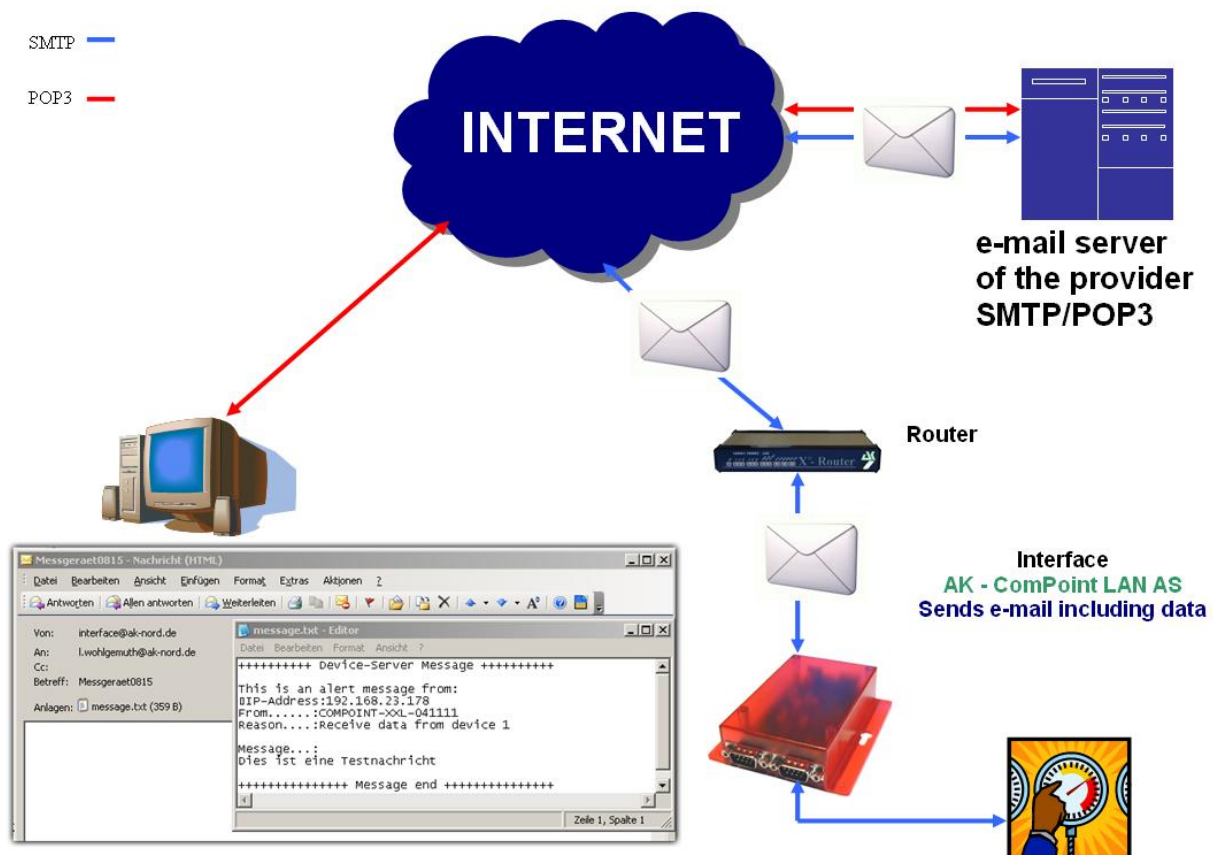 SMTP
POP3
INTERNET
e-mail server
of the provider
SMTP/POP3
Router
X - Router
Interface
AK - ComPoint LAN AS
Sends e-mail including data
Messgeraet0815 - Nachricht (HTML)
Datei Bearbeiten Ansicht Einfügen Format Extras Aktionen ?
Antworten Allen antworten Weiterleiten
Von: interface@ak-nord.de
An: l.wohlgemuth@ak-nord.de
Cc:
Betreff: Messgeraet0815
Anlagen: message.txt (359 B)
message.txt - Editor
Datei Bearbeiten Format Ansicht ?
++++++++++ Device-Server Message ++++++++++
This is an alert message from:
IP-Address:192.168.23.178
From......:COMPOINT-XXL-041111
Reason....:Receive data from device 1
Message...:
Dies ist eine Testnachricht
+++++++++++++++ Message end +++++++++++++++
Zeile 1, Spalte 1